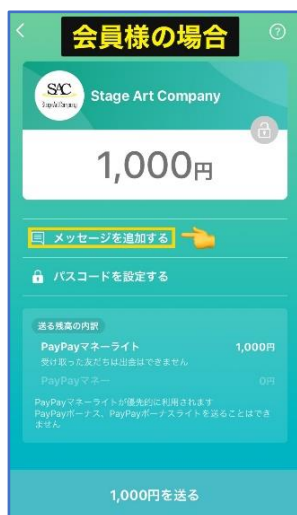 会員様の場合
SAC
Stage Art Company
Stage Art Company
1,000円
メッセージを追加する
パスコードを設定する
送る残高の内訳
PayPayマネーライト 1,000円
受け取った友だちは出金はできません
PayPayマネー 0円
PayPayマネーライトが優先的に利用されます
PayPayボーナス、PayPayボーナスライトを送ることはでき
ません
1,000円を送る